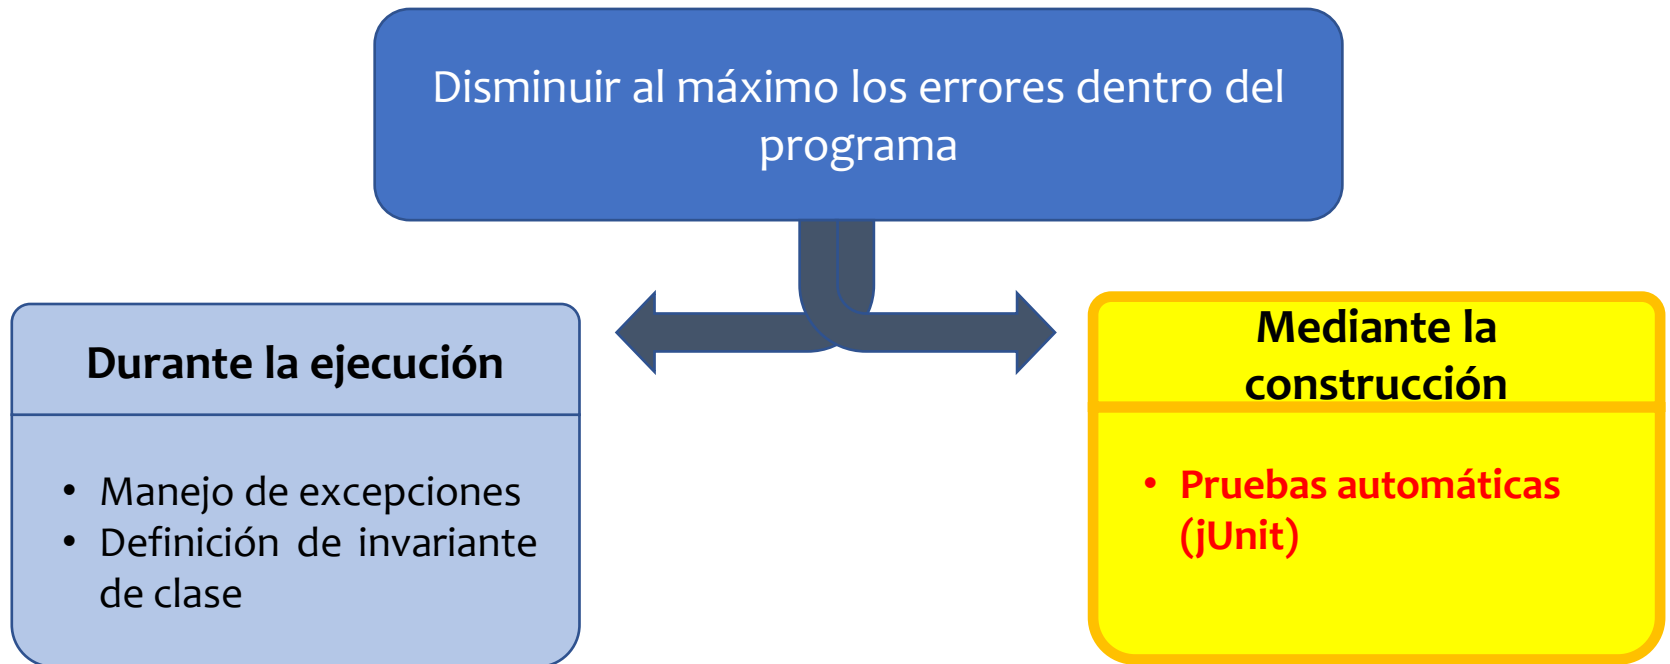 Disminuir al máximo los errores dentro del
programa
Durante la ejecución
• Manejo de excepciones
• Definición de invariante
de clase
Mediante la
construcción
• Pruebas automáticas
(jUnit)